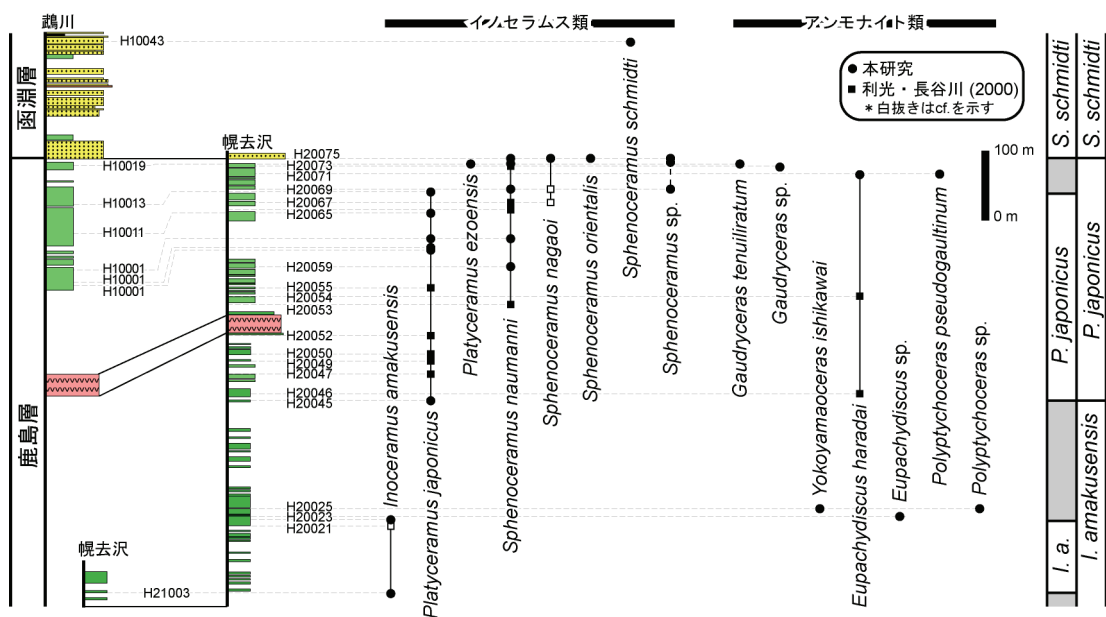 鵡川
イノセラムス類
アンモナイト類
函淵層
鹿島層
幌去沢
幌去沢
● 本研究
■ 利光・長谷川 (2000)
* 白抜きはcf.を示す
100 m
0 m
H10043
H10019
H10013
H10011
H10001
H10001
H10001
H20075
H20073
H20071
H20069
H20067
H20065
H20059
H20055
H20054
H20053
H20052
H20050
H20049
H20047
H20046
H20045
H20025
H20023
H20021
H21003
Inoceramus amakusensis
Platyceramus japonicus
Platyceramus ezoensis
Sphenoceramus naumanni
Sphenoceramus nagaoi
Sphenoceramus orientalis
Sphenoceramus schmidti
Sphenoceramus sp.
Gaudryceras tenuiliratum
Gaudryceras sp.
Yokoyamaoceras ishikawai
Eupachydiscus haradai
Eupachydiscus sp.
Polyptychoceras pseudogaultinum
Polyptychoceras sp.
S. schmidti
P. japonicus
I. a.
S. schmidti
P. japonicus
I. amakusensis